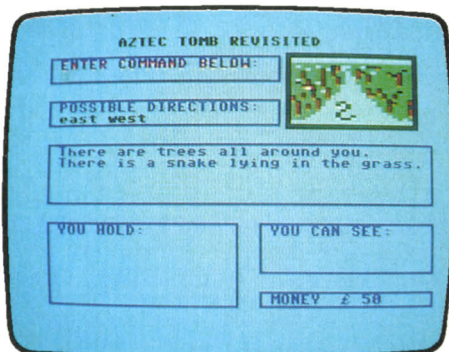 AZTEC TOMB REVISITED
ENTER COMMAND BELOW:
POSSIBLE DIRECTIONS:
east west
There are trees all around you.
There is a snake lying in the grass.
YOU HOLD:
YOU CAN SEE:
MONEY £ 50